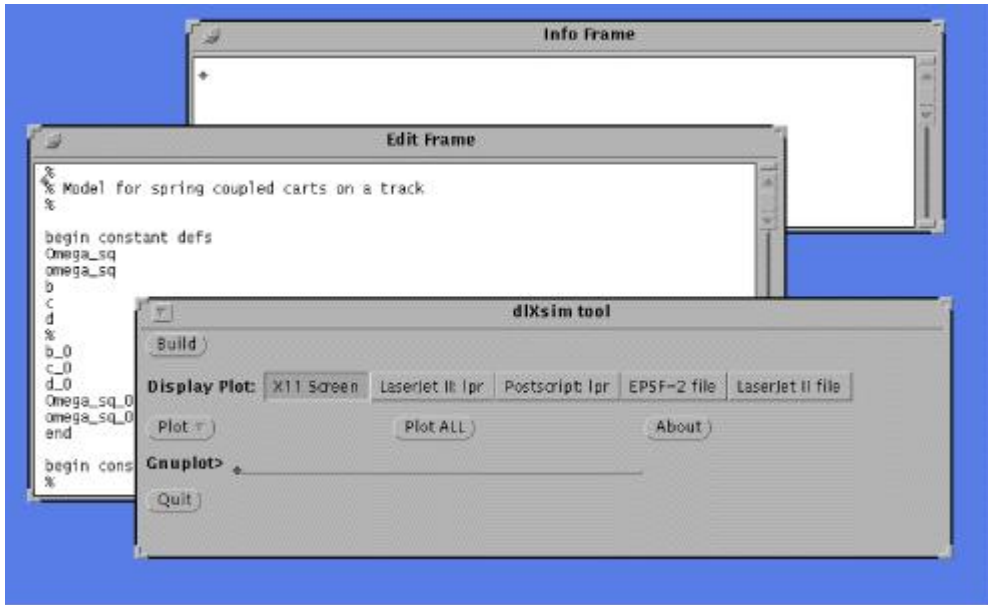 Info Frame
Edit Frame
%
% Model for spring coupled carts on a track
%
begin constant defs
Omega_sq
omega_sq
b
c
d
%
b_0
c_0
d_0
Omega_sq_0
omega_sq_0
end
begin cons
%
dlXsim tool
Build
Display Plot: X11 Screen LaserJet II: lpr Postscript: lpr EPSF-2 file LaserJet II file
Plot Plot ALL About
Gnuplot>
Quit